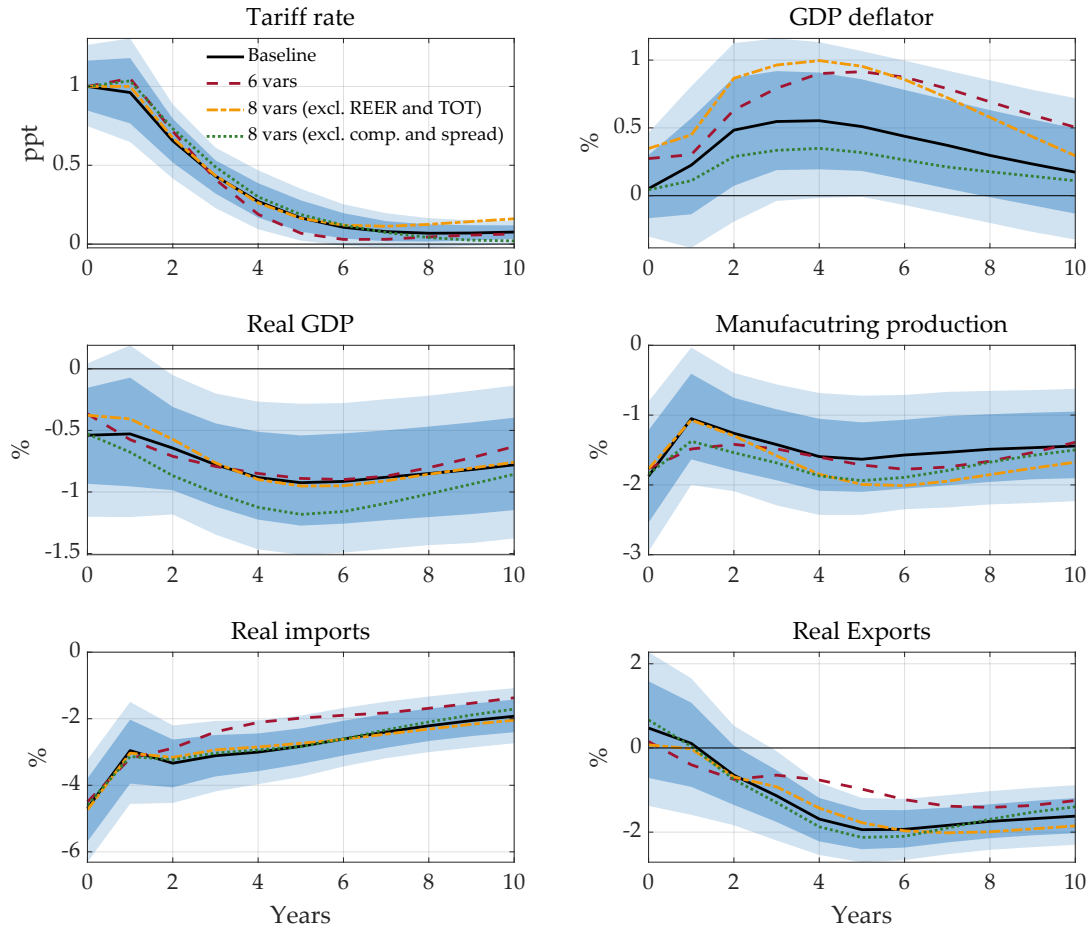 Tariff rate
ppt
1
0.5
0
0 2 4 6 8 10
Baseline
6 vars
8 vars (excl. REER and TOT)
8 vars (excl. comp. and spread)
GDP deflator
%
1
0.5
0
0 2 4 6 8 10
Real GDP
%
0
-0.5
-1
-1.5
0 2 4 6 8 10
Manufacutring production
%
0
-1
-2
-3
0 2 4 6 8 10
Real imports
%
0
-2
-4
-6
0 2 4 6 8 10
Years
Real Exports
%
2
0
-2
0 2 4 6 8 10
Years